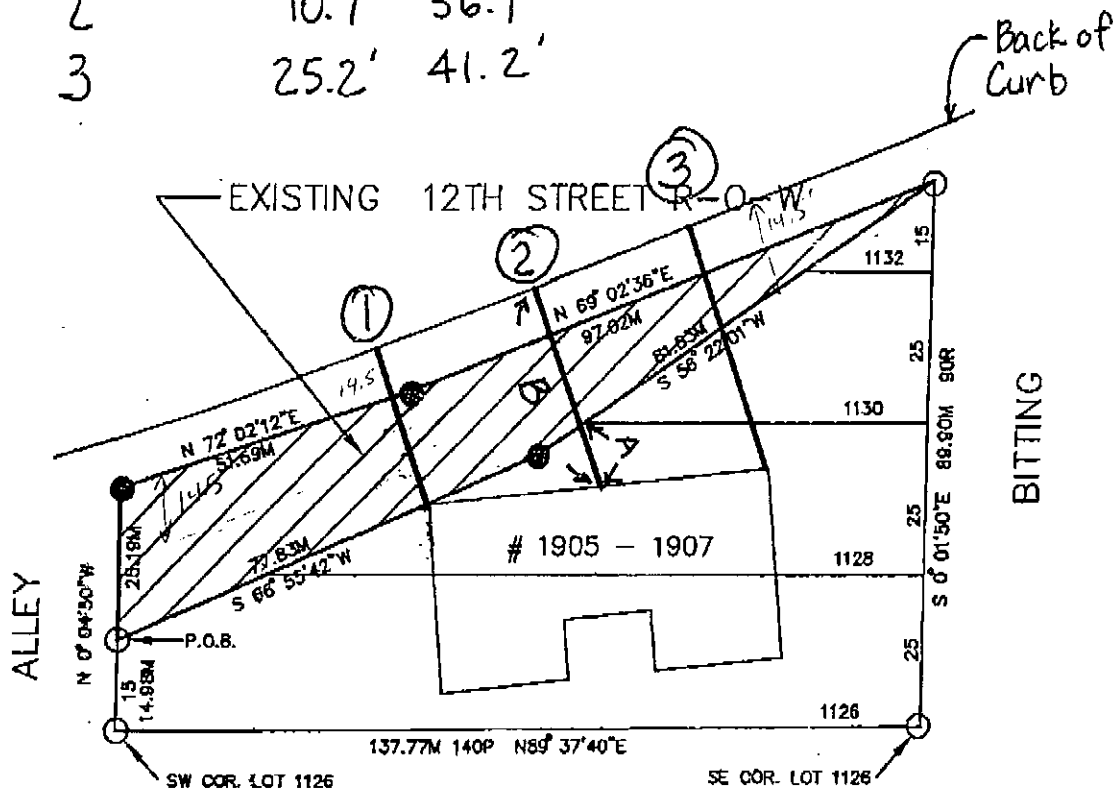 2 10.7' 36.7'
3 25.2' 41.2'
Back of
Curb
EXISTING 12TH STREET R-O-W
14.5'
15
1132
N 69° 02'36"E
97.02M
81.83M
S 56° 22'01"W
25
1130
S 0° 01'50"E 89.80M 90R
BITTING
1
2
3
14.5
N 72° 02'12"E
51.69M
14.5
B
A
# 1905 - 1907
25
1128
77.83M
S 66° 55'42"W
25.19M
N 0° 04'50"W
ALLEY
P.O.B.
15
14.98M
25
1126
137.77M 140P N89° 37'40"E
SW COR. LOT 1126
SE COR. LOT 1126